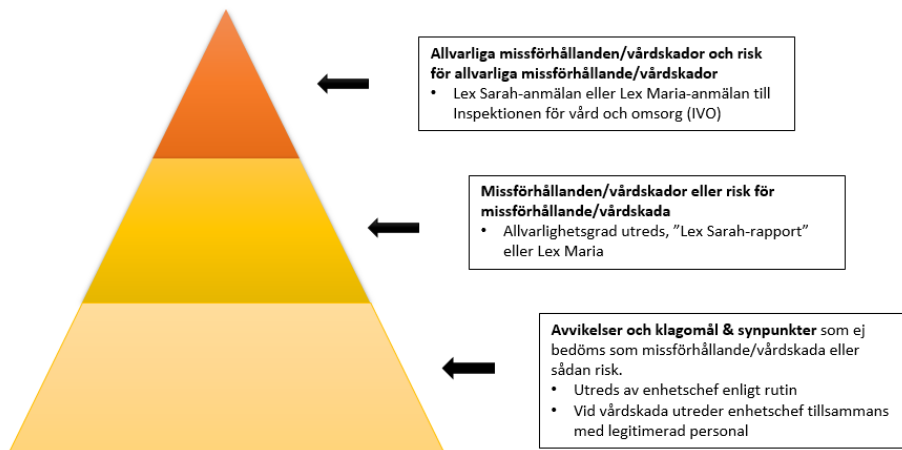 Allvarliga missförhållanden/vårdskador och risk
för allvarliga missförhållande/vårdskador
• Lex Sarah-anmälan eller Lex Maria-anmälan till
Inspektionen för vård och omsorg (IVO)
Missförhållanden/vårdskador eller risk för
missförhållande/vårdskada
• Allvarlighetsgrad utreds, ”Lex Sarah-rapport”
eller Lex Maria
Avvikelser och klagomål & synpunkter som ej
bedöms som missförhållande/vårdskada eller
sådan risk.
• Utreds av enhetschef enligt rutin
• Vid vårdskada utreder enhetschef tillsammans
med legitimerad personal